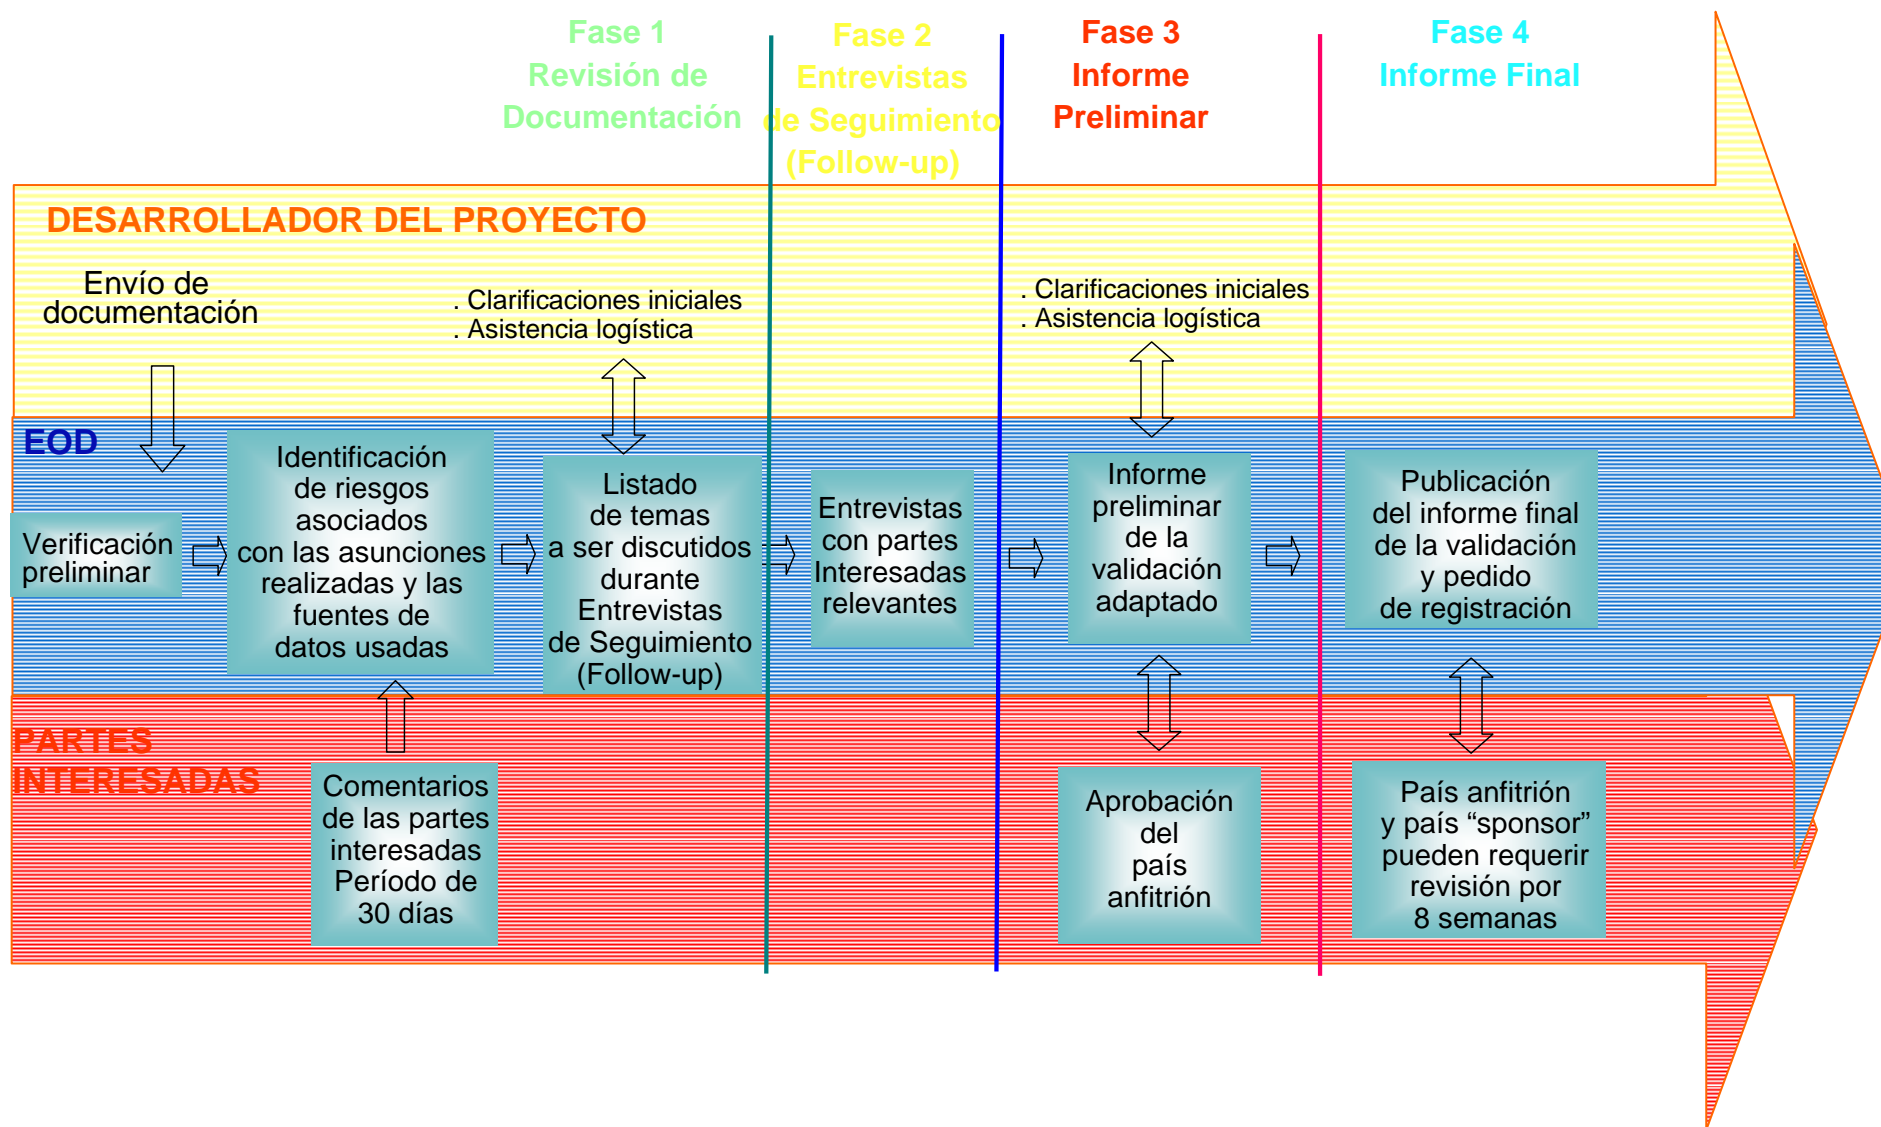 Fase 1
Revisión de
Documentación
Fase 2
Entrevistas
de Seguimiento
(Follow-up)
Fase 3
Informe
Preliminar
Fase 4
Informe Final
DESARROLLADOR DEL PROYECTO
Envío de
documentación
. Clarificaciones iniciales
. Asistencia logística
. Clarificaciones iniciales
. Asistencia logística
EOD
Verificación
preliminar
Identificación
de riesgos
asociados
con las asunciones
realizadas y las
fuentes de
datos usadas
Listado
de temas
a ser discutidos
durante
Entrevistas
de Seguimiento
(Follow-up)
Entrevistas
con partes
Interesadas
relevantes
Informe
preliminar
de la
validación
adaptado
Publicación
del informe final
de la validación
y pedido
de registración
PARTES
INTERESADAS
Comentarios
de las partes
interesadas
Período de
30 días
Aprobación
del
país
anfitrión
País anfitrión
y país “sponsor”
pueden requerir
revisión por
8 semanas